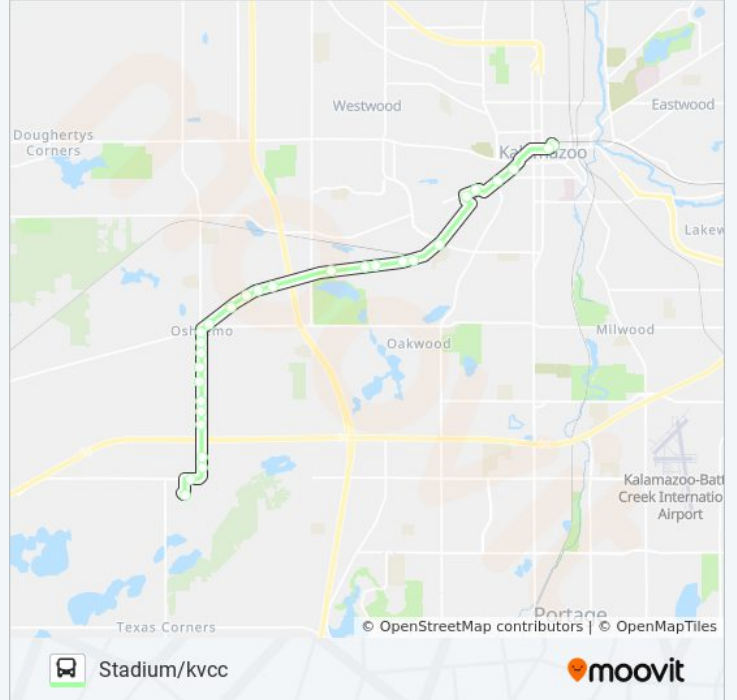 Westwood
Eastwood
Doughertys
Corners
Kalamazoo
Lakew
Oshtemo
Milwood
Oakwood
Kalamazoo-Batt
Creek Internatio
Airport
Portage
Texas Corners
© OpenStreetMap contributors | © OpenMapTiles
Stadium/kvcc
moovit